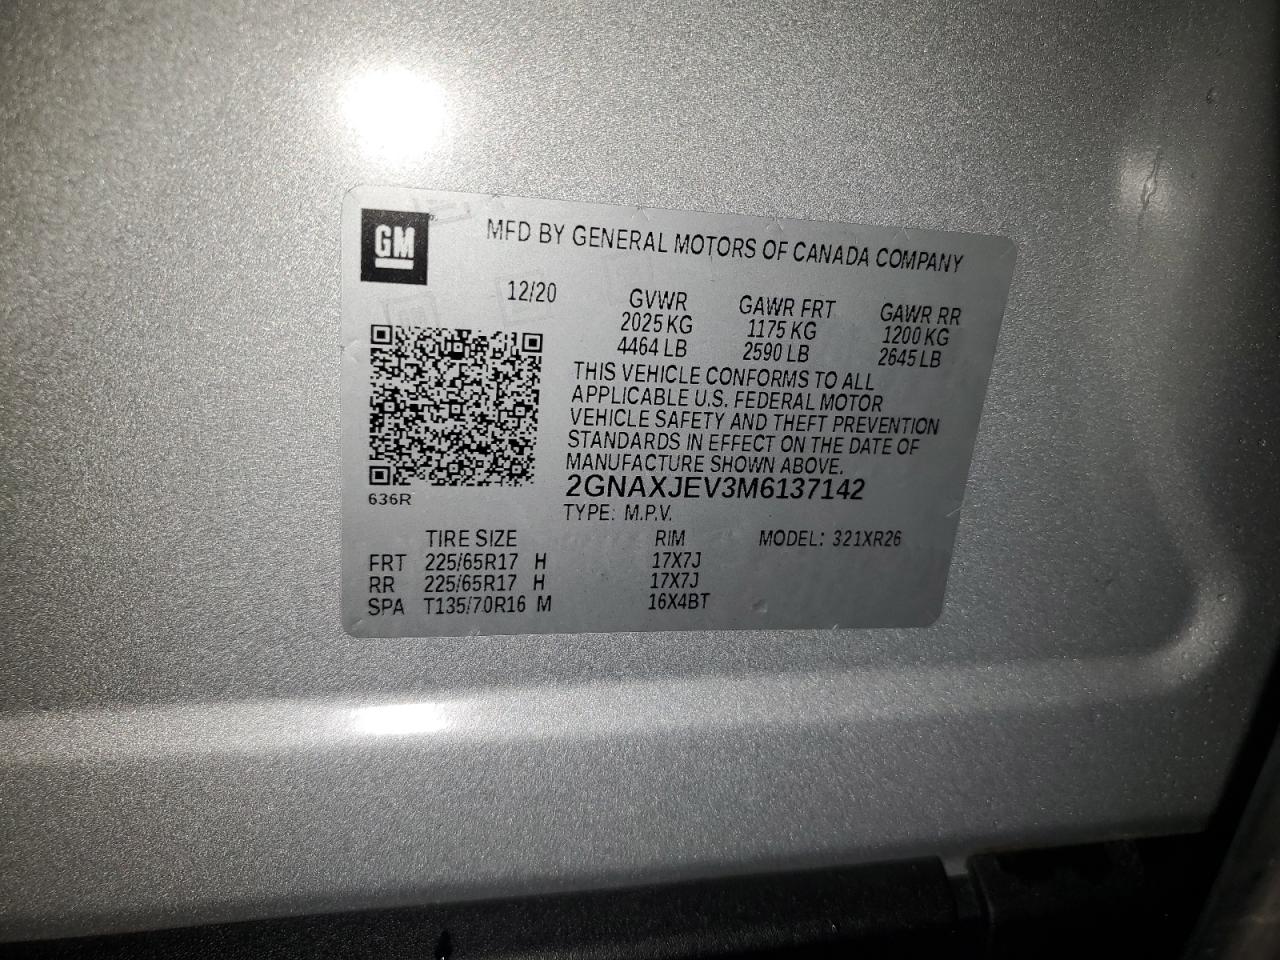 GM
MFD BY GENERAL MOTORS OF CANADA COMPANY
12/20
GVWR GAWR FRT GAWR RR
2025 KG 1175 KG 1200 KG
4464 LB 2590 LB 2645 LB
THIS VEHICLE CONFORMS TO ALL
APPLICABLE U.S. FEDERAL MOTOR
VEHICLE SAFETY AND THEFT PREVENTION
STANDARDS IN EFFECT ON THE DATE OF
MANUFACTURE SHOWN ABOVE.
636R
2GNAXJEV3M6137142
TYPE: M.P.V.
TIRE SIZE RIM MODEL: 321XR26
FRT 225/65R17 H 17X7J
RR 225/65R17 H 17X7J
SPA T135/70R16 M 16X4BT